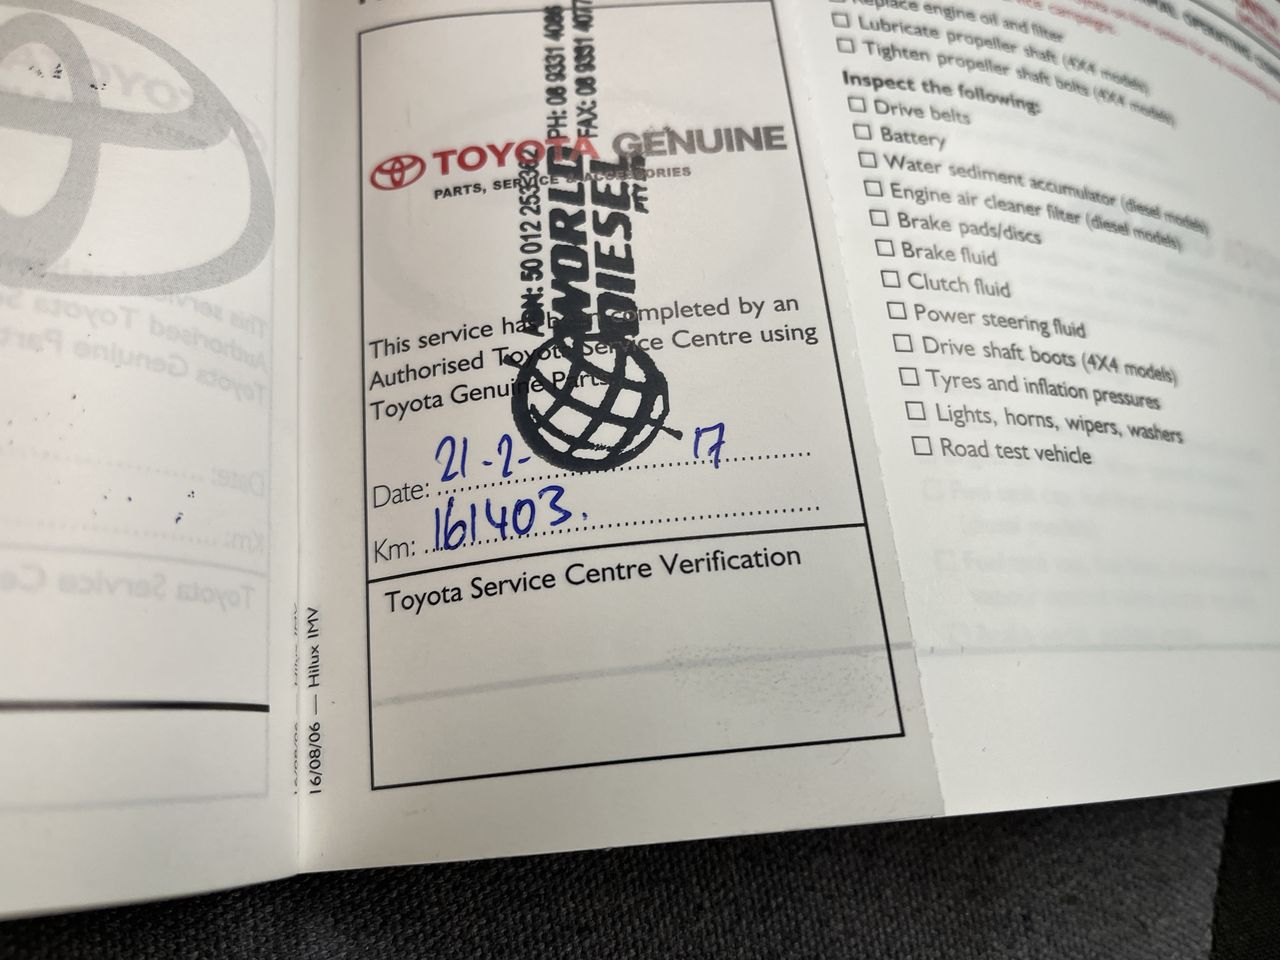 TOYOTA GENUINE
PARTS, SERVICE & ACCESSORIES
PH: 08 9331 4086
FAX: 08 9331 4077
WORLD
DIESEL
PTY
ABN: 50 012 253
This service has been completed by an
Authorised Toyota Service Centre using
Toyota Genuine Parts
Date: 21-2- 17
Km: 161403.
Toyota Service Centre Verification
16/08/06 — Hilux IMV
Replace engine oil and filter
☐ Lubricate propeller shaft (4X4 models)
☐ Tighten propeller shaft bolts (4X4 models)
Inspect the following:
☐ Drive belts
☐ Battery
☐ Water sediment accumulator (diesel models)
☐ Engine air cleaner filter (diesel models)
☐ Brake pads/discs
☐ Brake fluid
☐ Clutch fluid
☐ Power steering fluid
☐ Drive shaft boots (4X4 models)
☐ Tyres and inflation pressures
☐ Lights, horns, wipers, washers
☐ Road test vehicle